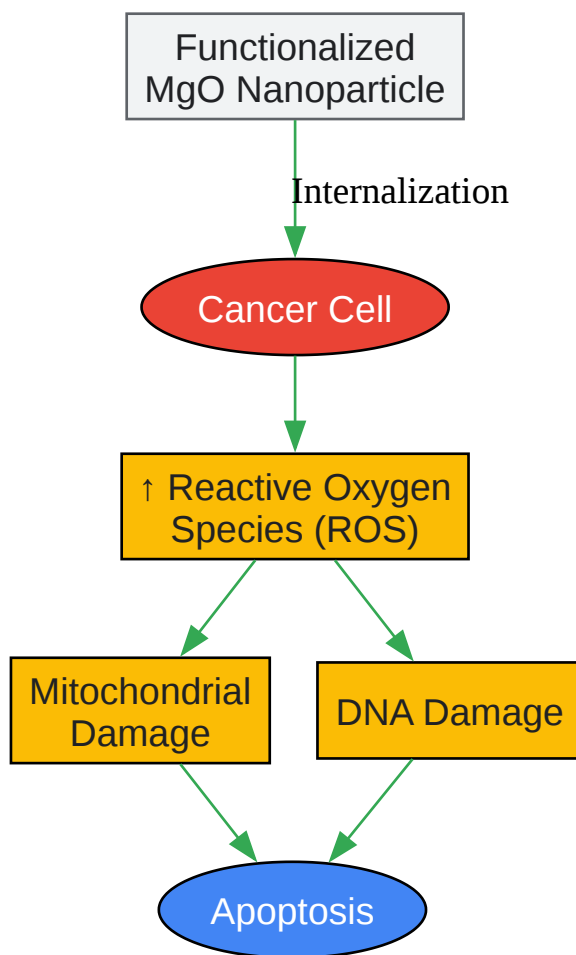 Functionalized
MgO Nanoparticle
Internalization
Cancer Cell
↑ Reactive Oxygen
Species (ROS)
Mitochondrial
Damage
DNA Damage
Apoptosis